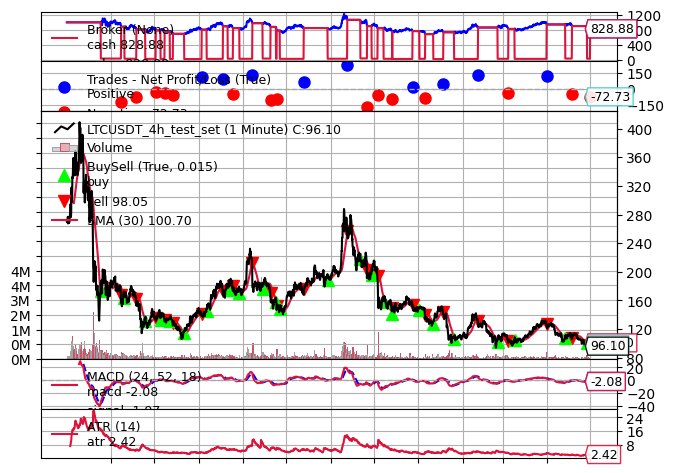 Broker (None)
cash 828.88
1200
800
400
0
828.88
Trades - Net Profit/Loss (True)
Positive
150
0
−150
-72.73
LTCUSDT_4h_test_set (1 Minute) C:96.10
Volume
BuySell (True, 0.015)
buy
sell 98.05
SMA (30) 100.70
400
360
320
280
240
200
160
120
80
4M
4M
3M
2M
1M
0M
0M
96.10
MACD (24, 52, 18)
macd -2.08
20
0
−20
−40
-2.08
ATR (14)
atr 2.42
24
16
8
2.42